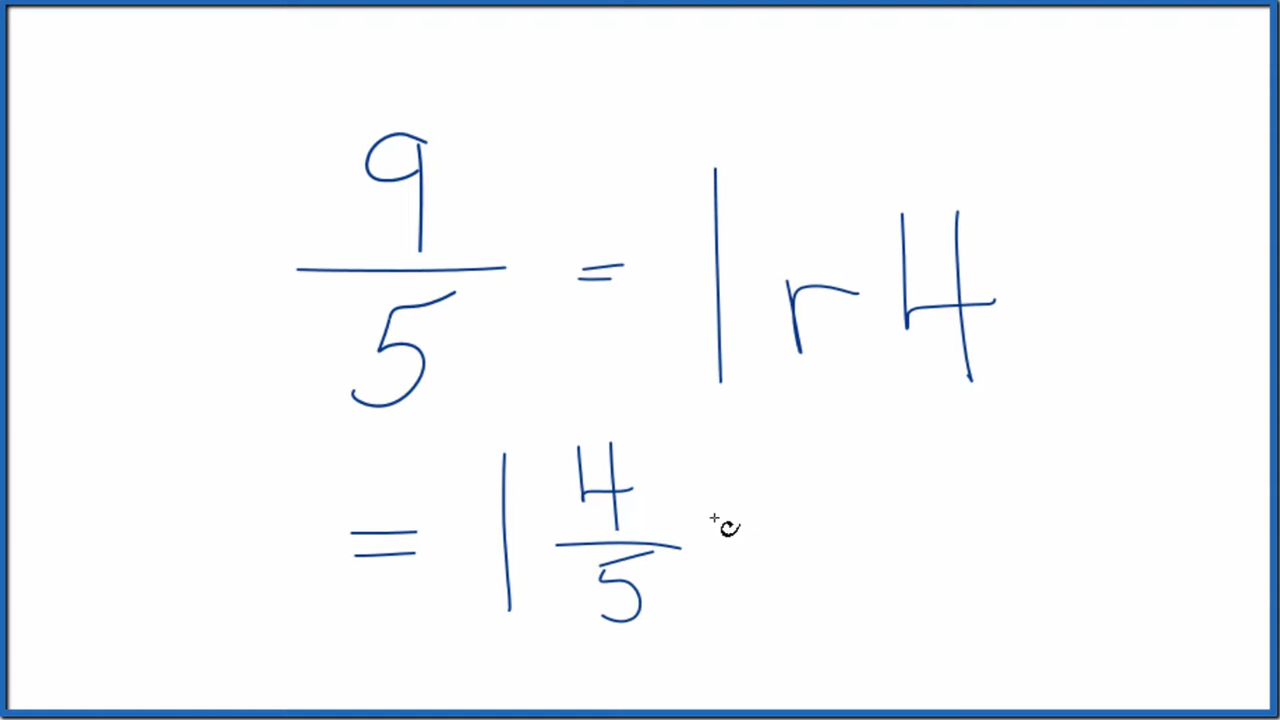 9/5 = 1 r 4
= 1 4/5